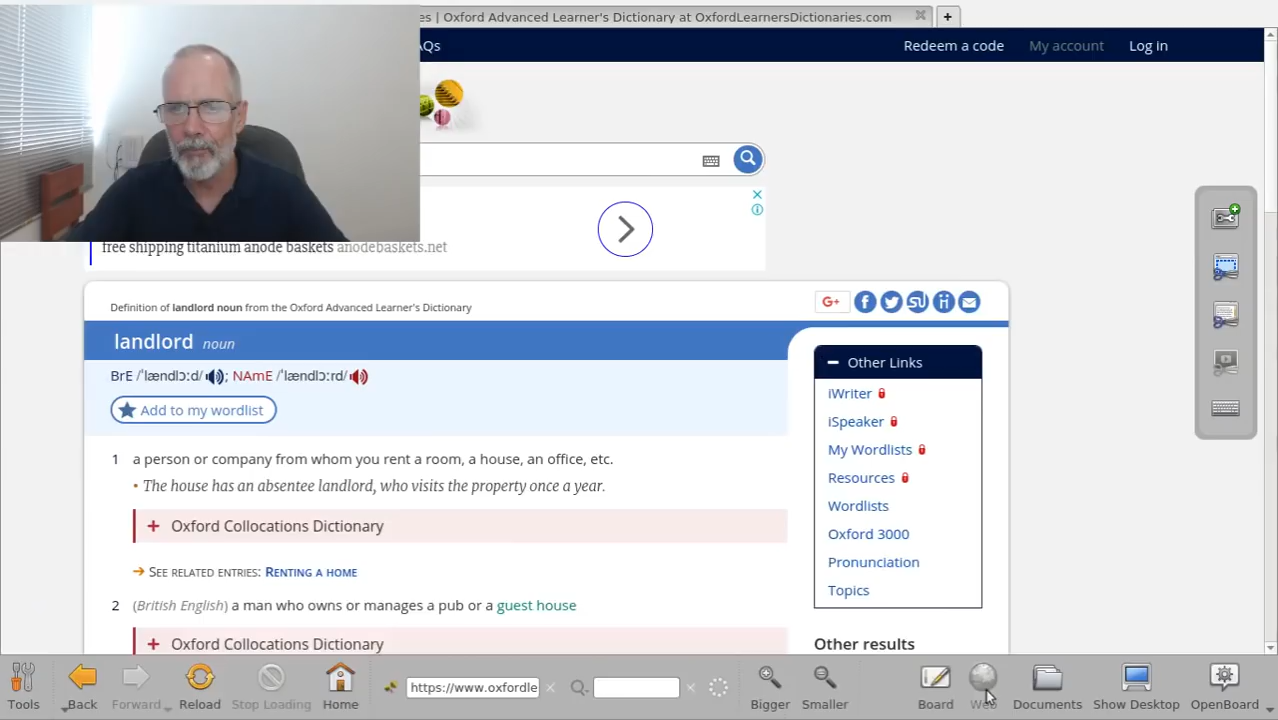 es | Oxford Advanced Learner's Dictionary at OxfordLearnersDictionaries.com
AQs
Redeem a code
My account
Log in
free shipping titanium anode baskets anodebaskets.net
Definition of landlord noun from the Oxford Advanced Learner's Dictionary
G+
landlord noun
BrE /ˈlændlɔːd/ ; NAmE /ˈlændlɔːrd/
Add to my wordlist
1 a person or company from whom you rent a room, a house, an office, etc.
• The house has an absentee landlord, who visits the property once a year.
+ Oxford Collocations Dictionary
→ SEE RELATED ENTRIES: RENTING A HOME
2 (British English) a man who owns or manages a pub or a guest house
+ Oxford Collocations Dictionary
Other Links
iWriter
iSpeaker
My Wordlists
Resources
Wordlists
Oxford 3000
Pronunciation
Topics
Other results
Tools
Back
Forward
Reload
Stop Loading
Home
https://www.oxfordle
Bigger
Smaller
Board
Web
Documents
Show Desktop
OpenBoard